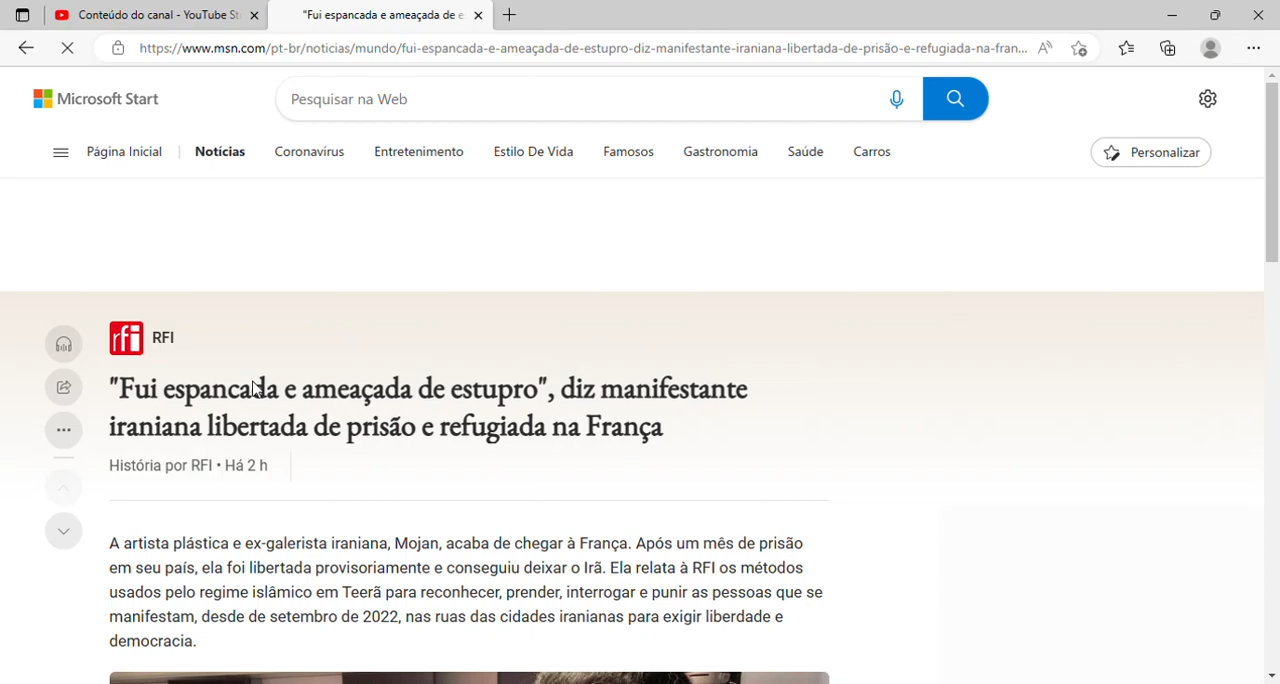 Conteúdo do canal - YouTube St
"Fui espancada e ameaçada de e
https://www.msn.com/pt-br/noticias/mundo/fui-espancada-e-ameaçada-de-estupro-diz-manifestante-iraniana-libertada-de-prisão-e-refugiada-na-fran...
Microsoft Start
Pesquisar na Web
Página Inicial
Notícias
Coronavírus
Entretenimento
Estilo De Vida
Famosos
Gastronomia
Saúde
Carros
Personalizar
rfi RFI
"Fui espancada e ameaçada de estupro", diz manifestante
iraniana libertada de prisão e refugiada na França
História por RFI • Há 2 h
A artista plástica e ex-galerista iraniana, Mojan, acaba de chegar à França. Após um mês de prisão
em seu país, ela foi libertada provisoriamente e conseguiu deixar o Irã. Ela relata à RFI os métodos
usados pelo regime islâmico em Teerã para reconhecer, prender, interrogar e punir as pessoas que se
manifestam, desde de setembro de 2022, nas ruas das cidades iranianas para exigir liberdade e
democracia.